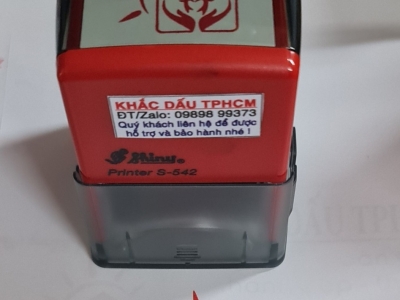 KHẮC DẤU TPHCM
ĐT/Zalo: 09898 99373
Quý khách liên hệ để được
hỗ trợ và bảo hành nhé !
Shiny
Printer S-542